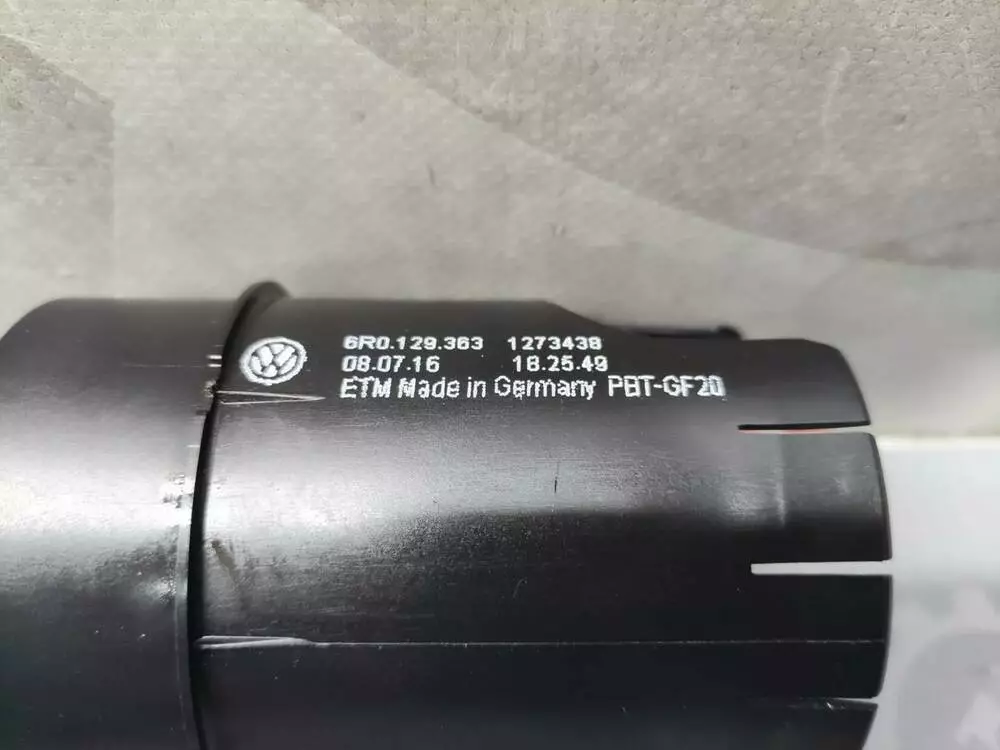 6R0.129.363 1273438
08.07.16 18.25.49
ETM Made in Germany PBT-GF20